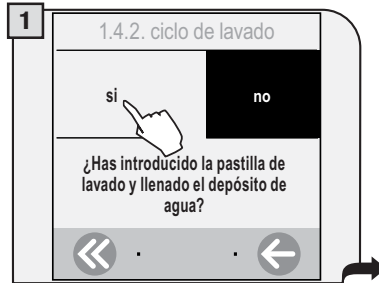 1
1.4.2. ciclo de lavado
si no
¿Has introducido la pastilla de
lavado y llenado el depósito de
agua?